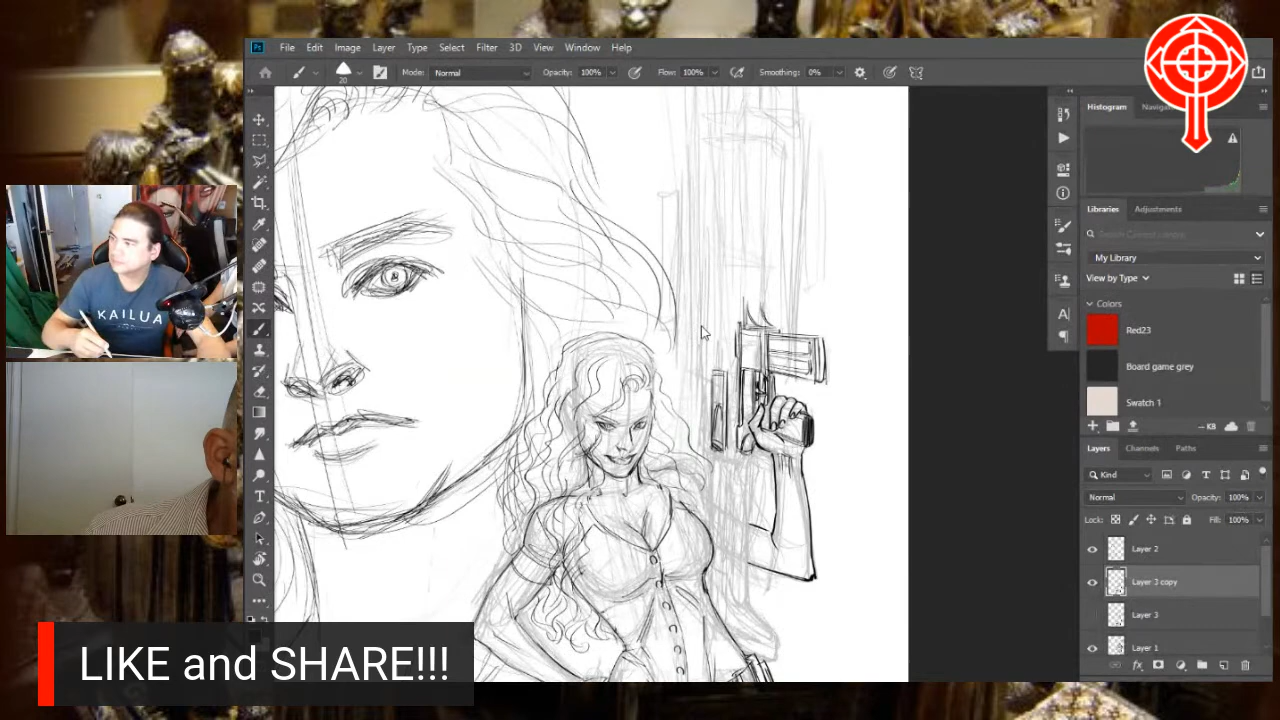 Ps File Edit Image Layer Type Select Filter 3D View Window Help
20 Mode: Normal Opacity: 100% Flow: 100% Smoothing: 0%
Histogram
Libraries Adjustments
My Library
View by Type
Colors
Red23
Board game grey
Swatch 1
-- KB
Layers Channels Paths
Kind
Normal Opacity: 100%
Lock: Fill: 100%
Layer 2
Layer 3 copy
Layer 3
Layer 1
KAILUA
LIKE and SHARE!!!